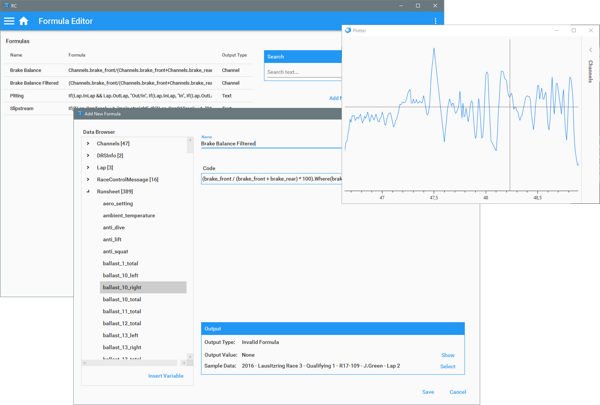 RC
Formula Editor
Formulas
Name Formula Output Type
Brake Balance (Channels.brake_front/(Channels.brake_front+Channels.brake_rea Channel
Brake Balance Filtered ((Channels.brake_front/(Channels.brake_front+Channels.brake_rea Channel
Pitting If(Lap.InLap && Lap.OutLap, "Out/In", If(Lap.InLap, "In", If(Lap.OutL Text
Slipstream Text
Search
Search text...
Add N
Add New Formula
Data Browser
Channels [47]
DRSInfo [2]
Lap [3]
RaceControlMessage [16]
Runsheet [389]
aero_setting
ambient_temperature
anti_dive
anti_lift
anti_squat
ballast_1_total
ballast_10_left
ballast_10_right
ballast_10_total
ballast_11_total
ballast_12_total
ballast_13_left
ballast_13_right
ballast_13_total
Insert Variable
Name
Brake Balance Filtered
Code
(brake_front / (brake_front + brake_rear) * 100).Where(brak
Output
Output Type: Invalid Formula
Output Value: None Show
Sample Data: 2016 - Lausitzring Race 3 - Qualifying 1 - R17-109 - J.Green - Lap 2 Select
Save Cancel
Plotter
Channels
47 47,5 48 48,5